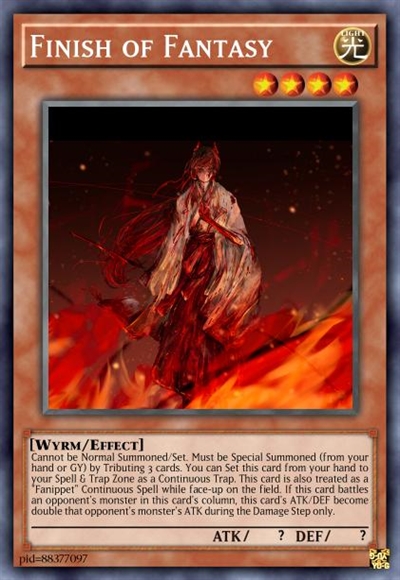 FINISH OF FANTASY
LIGHT
光
[WYRM/EFFECT]
Cannot be Normal Summoned/Set. Must be Special Summoned (from your
hand or GY) by Tributing 3 cards. You can Set this card from your hand to
your Spell & Trap Zone as a Continuous Trap. This card is also treated as a
"Fanippet" Continuous Spell while face-up on the field. If this card battles
an opponent's monster in this card's column, this card's ATK/DEF become
double that opponent's monster's ATK during the Damage Step only.
ATK/ ? DEF/ ?
pid=88377097